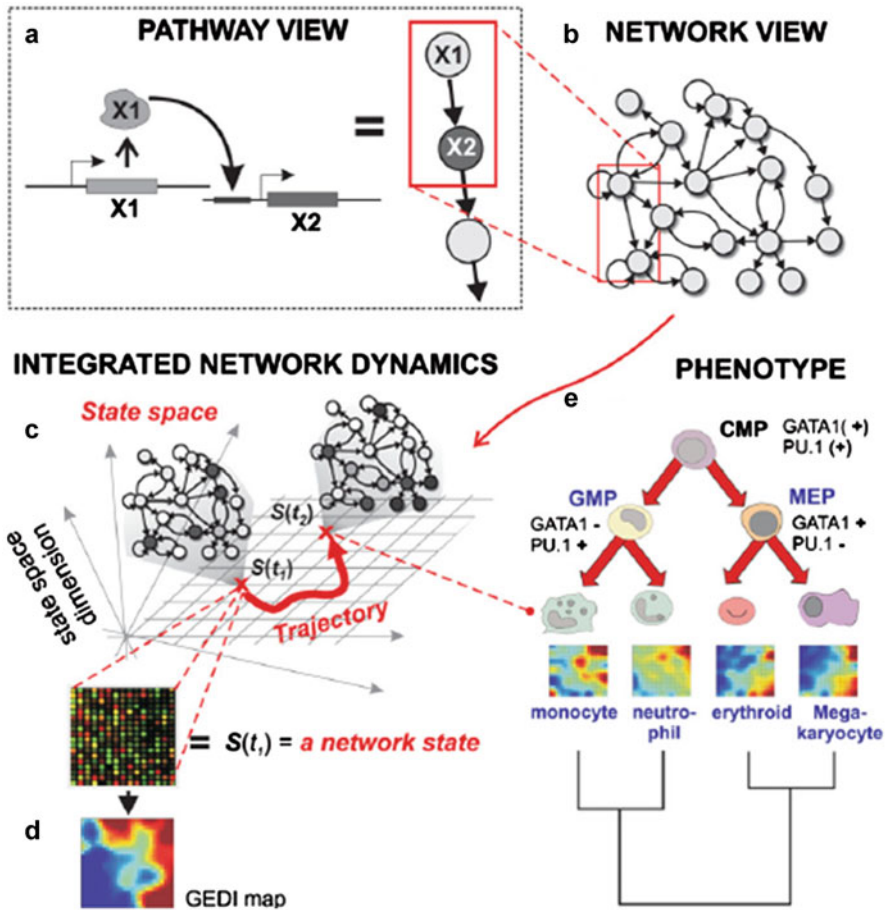 a
PATHWAY VIEW
X1
X1
X2
=
X1
X2
b
NETWORK VIEW
INTEGRATED NETWORK DYNAMICS
c
State space
state space
dimension
S(t1)
S(t2)
Trajectory
= S(t1) = a network state
d
GEDI map
PHENOTYPE
e
CMP
GATA1( +)
PU.1 (+)
GMP
GATA1 -
PU.1 +
MEP
GATA1 +
PU.1 -
monocyte
neutro-
phil
erythroid
Mega-
karyocyte